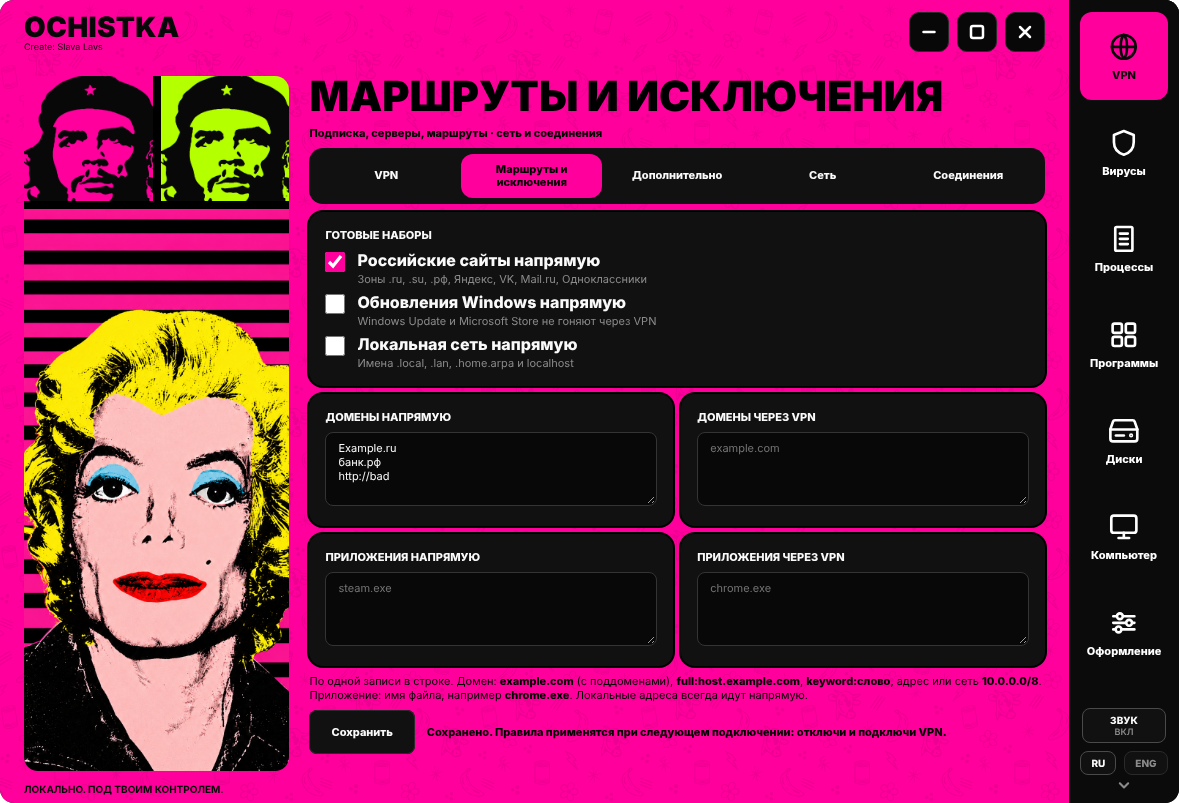 OCHISTKA
Create: Slava Lavs
МАРШРУТЫ И ИСКЛЮЧЕНИЯ
Подписка, серверы, маршруты · сеть и соединения
VPN
Маршруты и
исключения
Дополнительно
Сеть
Соединения
ГОТОВЫЕ НАБОРЫ
Российские сайты напрямую
Зоны .ru, .su, .рф, Яндекс, VK, Mail.ru, Одноклассники
Обновления Windows напрямую
Windows Update и Microsoft Store не гоняют через VPN
Локальная сеть напрямую
Имена .local, .lan, .home.arpa и localhost
ДОМЕНЫ НАПРЯМУЮ
Example.ru
банк.рф
http://bad
ДОМЕНЫ ЧЕРЕЗ VPN
example.com
ПРИЛОЖЕНИЯ НАПРЯМУЮ
steam.exe
ПРИЛОЖЕНИЯ ЧЕРЕЗ VPN
chrome.exe
По одной записи в строке. Домен: example.com (с поддоменами), full:host.example.com, keyword:слово, адрес или сеть 10.0.0.0/8.
Приложение: имя файла, например chrome.exe. Локальные адреса всегда идут напрямую.
Сохранить
Сохранено. Правила применятся при следующем подключении: отключи и подключи VPN.
ЛОКАЛЬНО. ПОД ТВОИМ КОНТРОЛЕМ.
VPN
Вирусы
Процессы
Программы
Диски
Компьютер
Оформление
ЗВУК
ВКЛ
RU
ENG